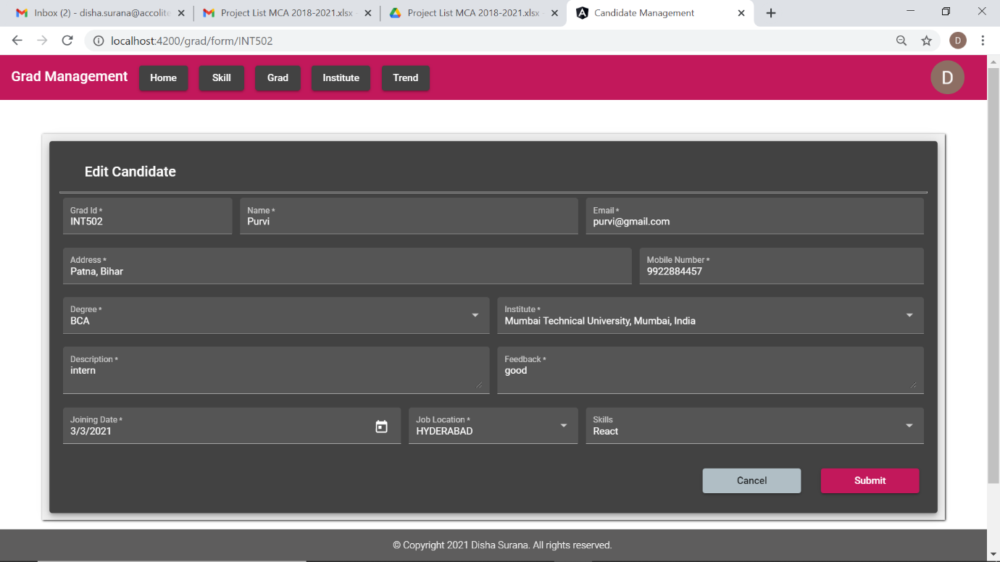 Inbox (2) - disha.surana@accolite
Project List MCA 2018-2021.xlsx -
Project List MCA 2018-2021.xlsx -
Candidate Management
localhost:4200/grad/form/INT502
D
Grad Management
Home
Skill
Grad
Institute
Trend
D
Edit Candidate
Grad Id *
INT502
Name *
Purvi
Email *
purvi@gmail.com
Address *
Patna, Bihar
Mobile Number *
9922884457
Degree *
BCA
Institute *
Mumbai Technical University, Mumbai, India
Description *
intern
Feedback *
good
Joining Date *
3/3/2021
Job Location *
HYDERABAD
Skills
React
Cancel
Submit
© Copyright 2021 Disha Surana. All rights reserved.